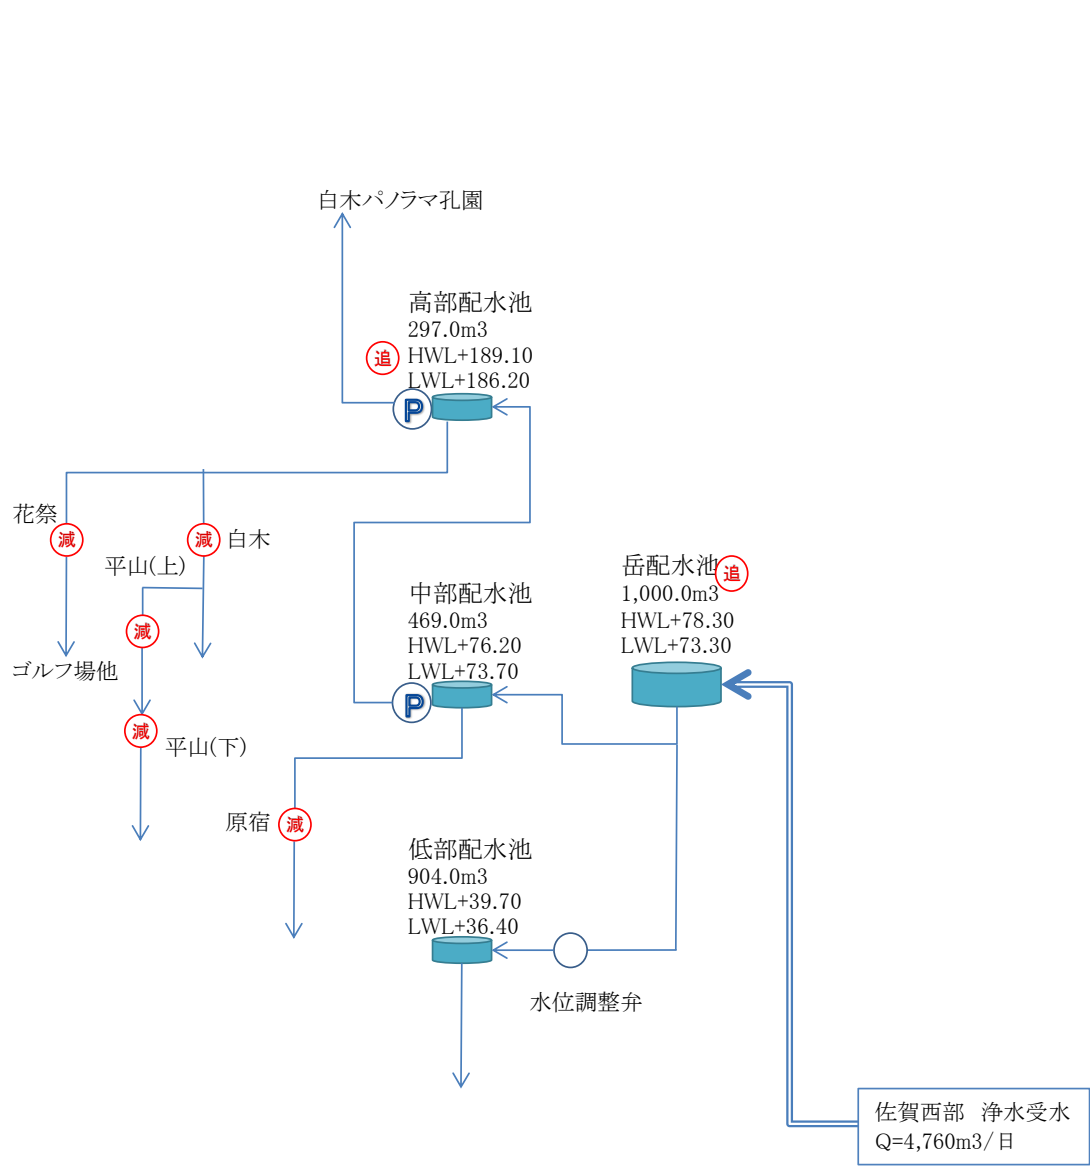 白木パノラマ孔園
高部配水池
297.0m3
追
HWL+189.10
LWL+186.20
P
花祭
減
減
白木
平山(上)
減
ゴルフ場他
減
平山(下)
中部配水池
469.0m3
HWL+76.20
LWL+73.70
P
岳配水池
追
1,000.0m3
HWL+78.30
LWL+73.30
原宿
減
低部配水池
904.0m3
HWL+39.70
LWL+36.40
水位調整弁
佐賀西部 浄水受水
Q=4,760m3/日